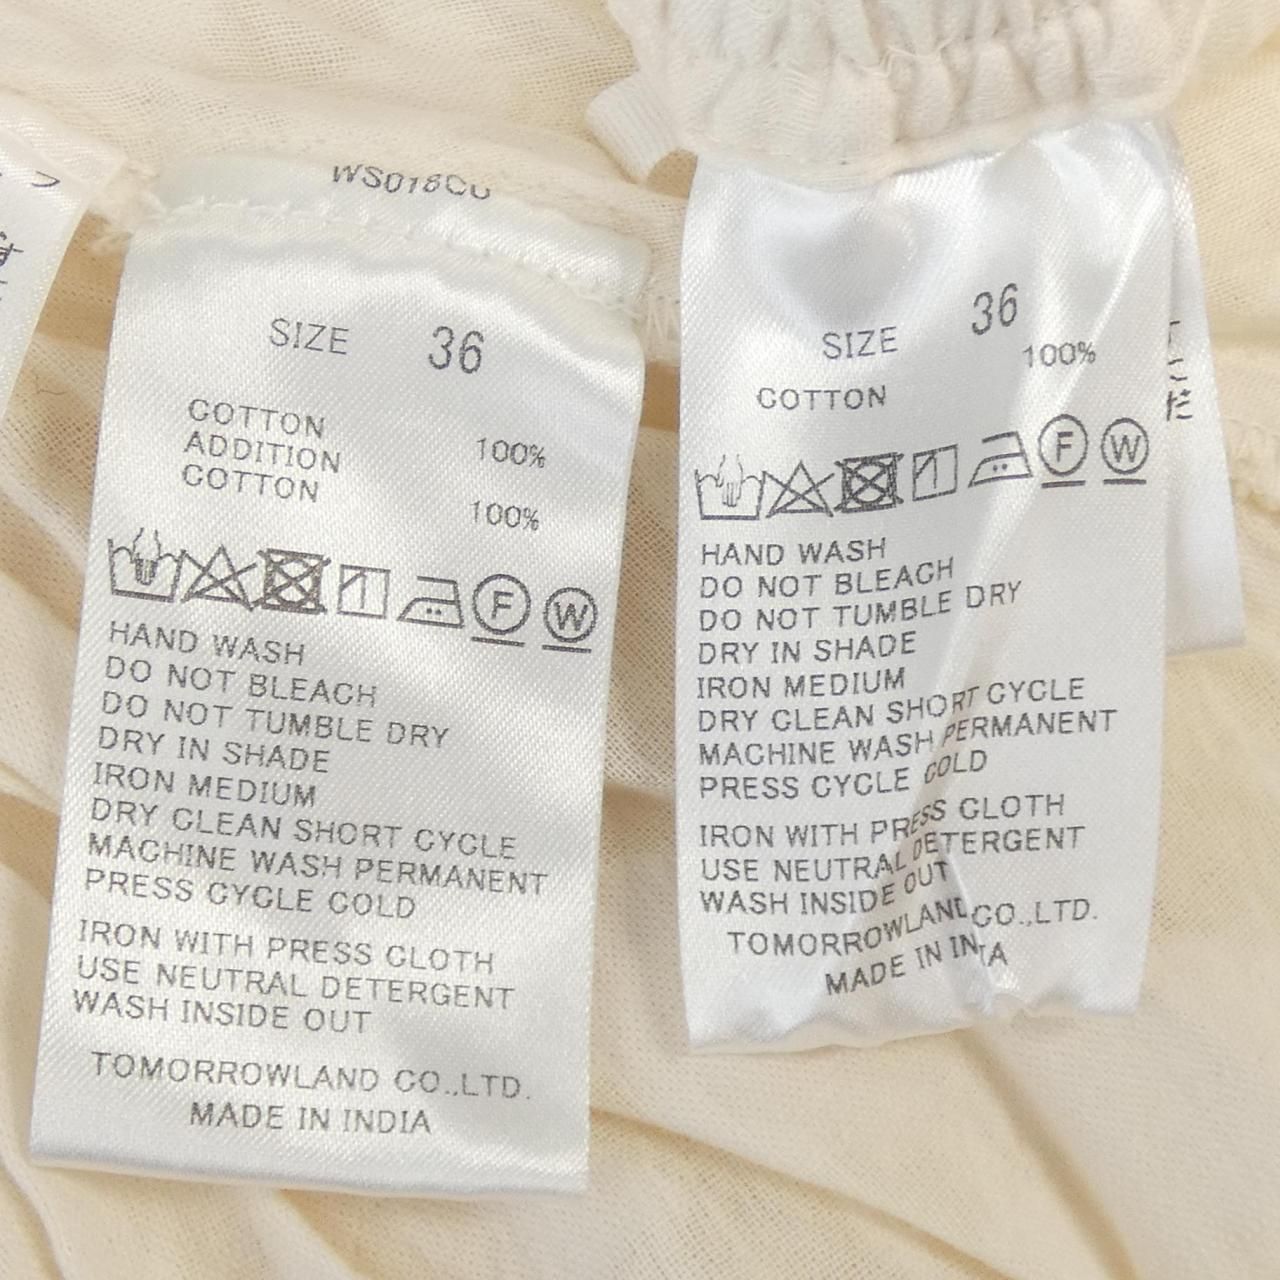 SIZE 36
COTTON
ADDITION 100%
COTTON
100%
F W
HAND WASH
DO NOT BLEACH
DO NOT TUMBLE DRY
DRY IN SHADE
IRON MEDIUM
DRY CLEAN SHORT CYCLE
MACHINE WASH PERMANENT
PRESS CYCLE COLD
IRON WITH PRESS CLOTH
USE NEUTRAL DETERGENT
WASH INSIDE OUT
TOMORROWLAND CO.,LTD.
MADE IN INDIA
SIZE 36
COTTON 100%
F W
HAND WASH
DO NOT BLEACH
DO NOT TUMBLE DRY
DRY IN SHADE
IRON MEDIUM
DRY CLEAN SHORT CYCLE
MACHINE WASH PERMANENT
PRESS CYCLE COLD
IRON WITH PRESS CLOTH
USE NEUTRAL DETERGENT
WASH INSIDE OUT
TOMORROWLAND CO.,LTD.
MADE IN INDIA